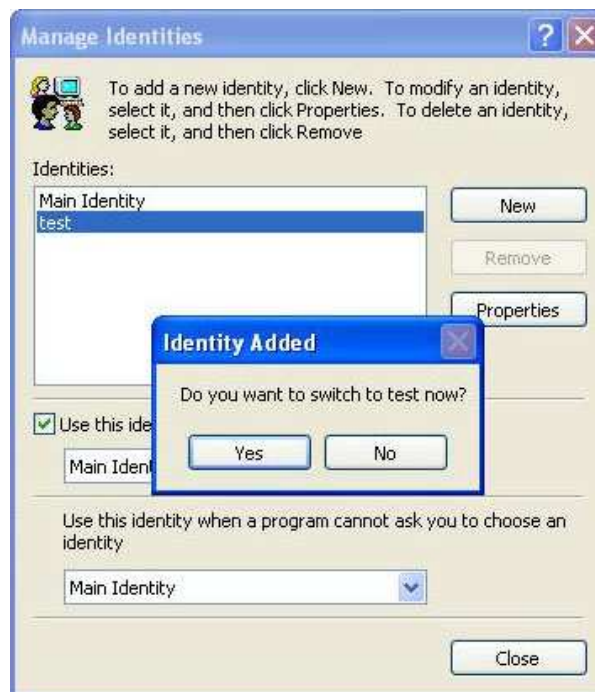 Manage Identities
To add a new identity, click New. To modify an identity,
select it, and then click Properties. To delete an identity,
select it, and then click Remove
Identities:
Main Identity
test
New
Remove
Properties
Identity Added
Do you want to switch to test now?
Yes
No
Use this ide
Main Ident
Use this identity when a program cannot ask you to choose an
identity
Main Identity
Close